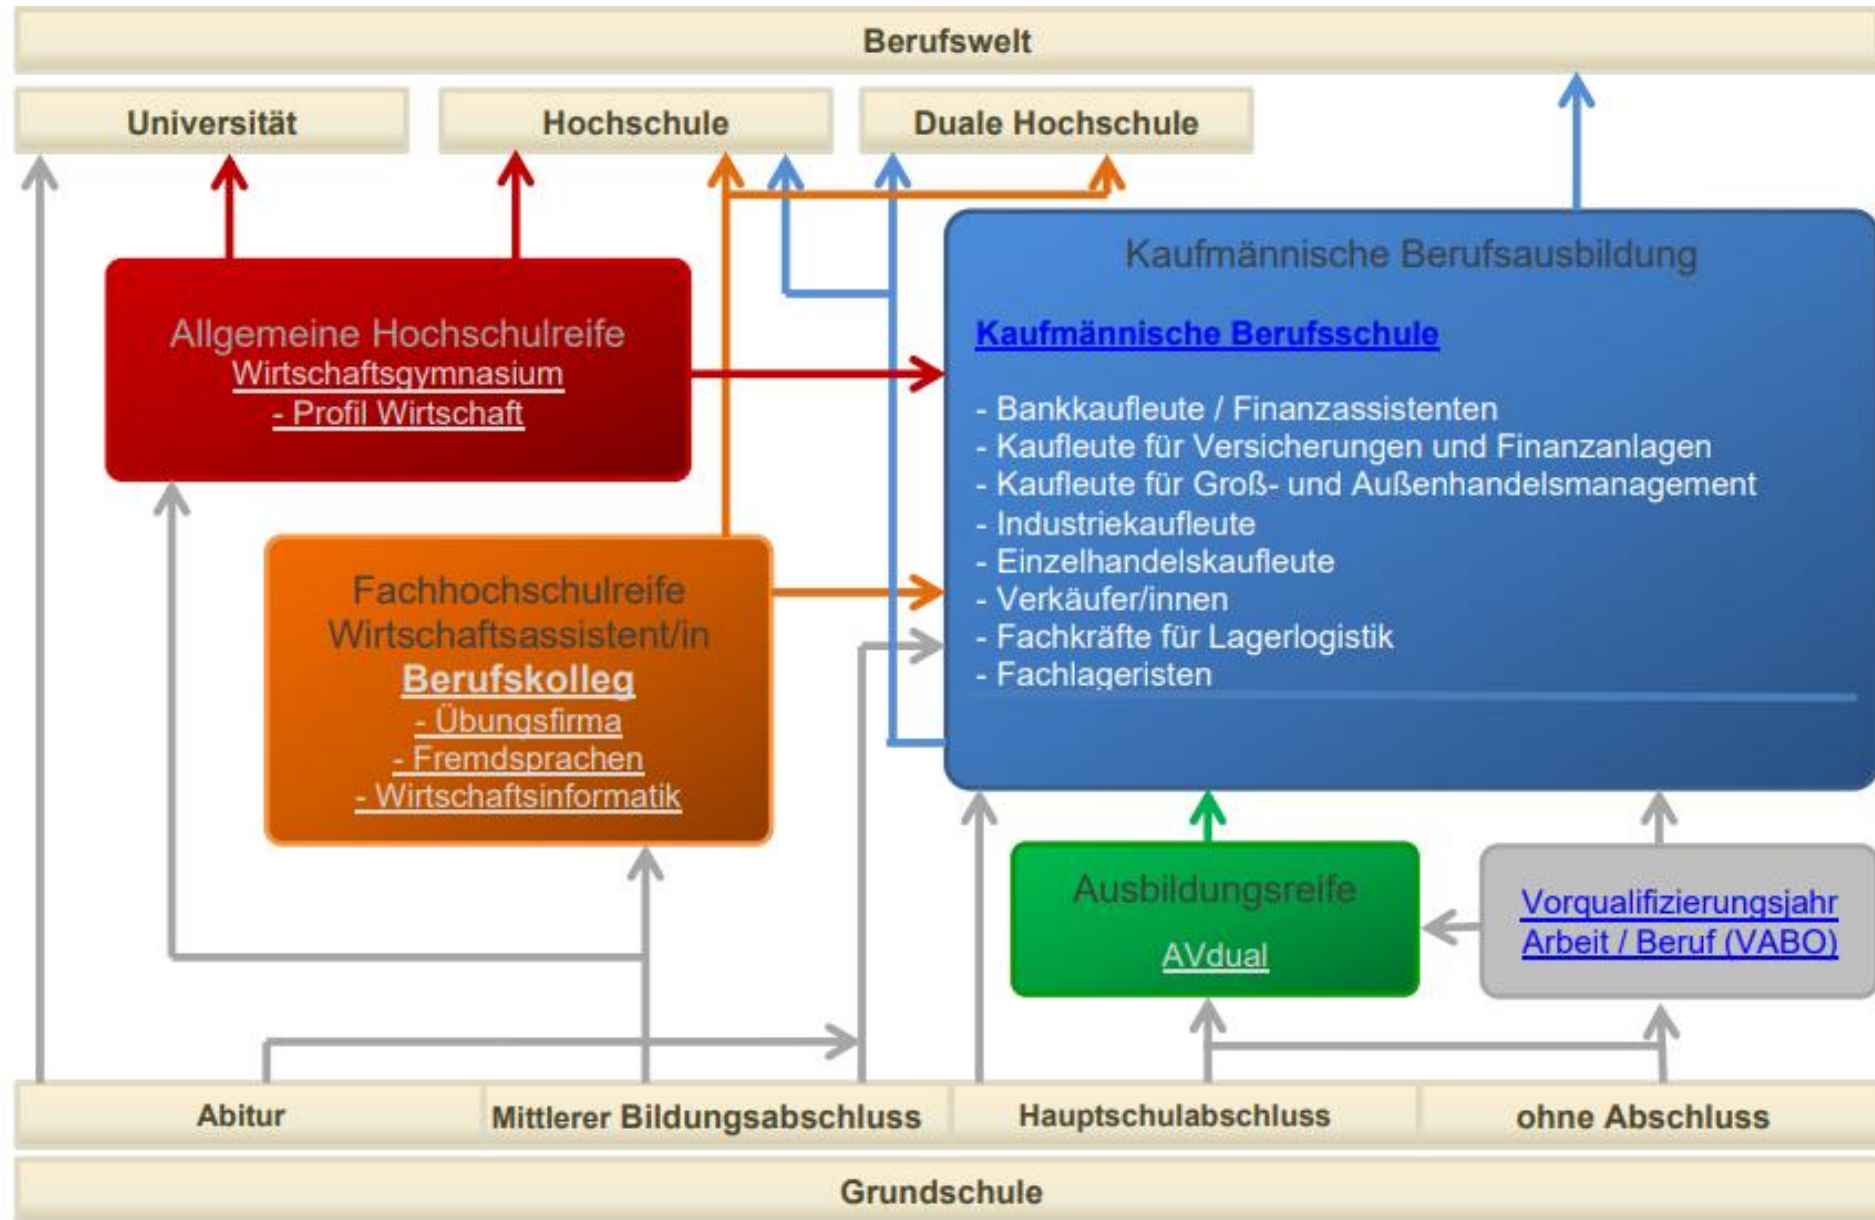 Berufswelt
Universität
Hochschule
Duale Hochschule
Allgemeine Hochschulreife
Wirtschaftsgymnasium
- Profil Wirtschaft
Kaufmännische Berufsausbildung
Kaufmännische Berufsschule
- Bankkaufleute / Finanzassistenten
- Kaufleute für Versicherungen und Finanzanlagen
- Kaufleute für Groß- und Außenhandelsmanagement
- Industriekaufleute
- Einzelhandelskaufleute
- Verkäufer/innen
- Fachkräfte für Lagerlogistik
- Fachlageristen
Fachhochschulreife
Wirtschaftsassistent/in
Berufskolleg
- Übungsfirma
- Fremdsprachen
- Wirtschaftsinformatik
Ausbildungsreife
AVdual
Vorqualifizierungsjahr
Arbeit / Beruf (VABO)
Abitur
Mittlerer Bildungsabschluss
Hauptschulabschluss
ohne Abschluss
Grundschule